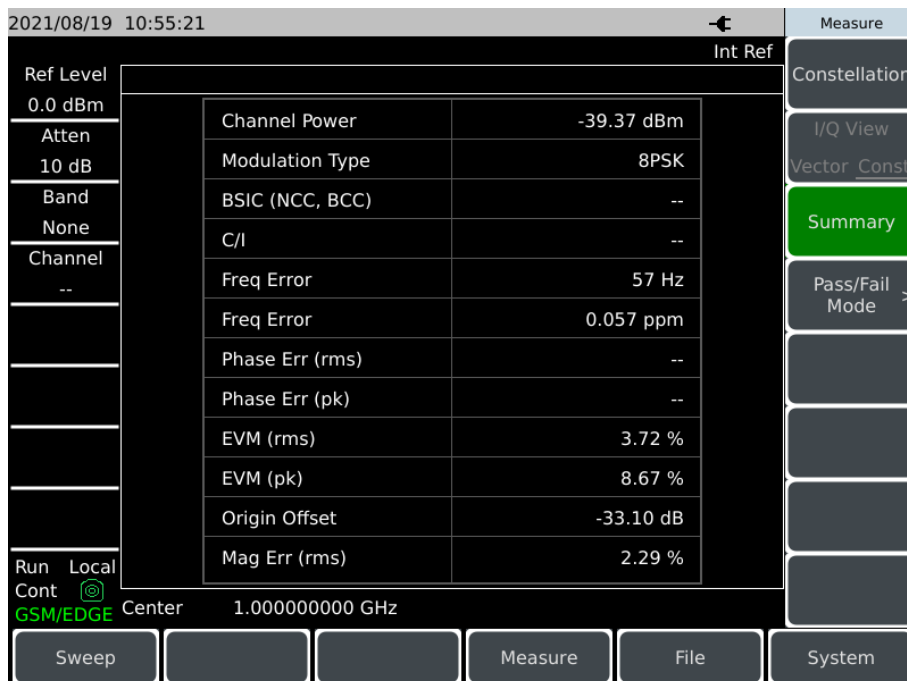 2021/08/19 10:55:21
Int Ref
Ref Level
0.0 dBm
Atten
10 dB
Band
None
Channel
--
Channel Power -39.37 dBm
Modulation Type 8PSK
BSIC (NCC, BCC) --
C/I --
Freq Error 57 Hz
Freq Error 0.057 ppm
Phase Err (rms) --
Phase Err (pk) --
EVM (rms) 3.72 %
EVM (pk) 8.67 %
Origin Offset -33.10 dB
Mag Err (rms) 2.29 %
Run Local
Cont
GSM/EDGE
Center 1.000000000 GHz
Measure
Constellation
I/Q View
Vector Const
Summary
Pass/Fail
Mode >
Sweep
Measure
File
System